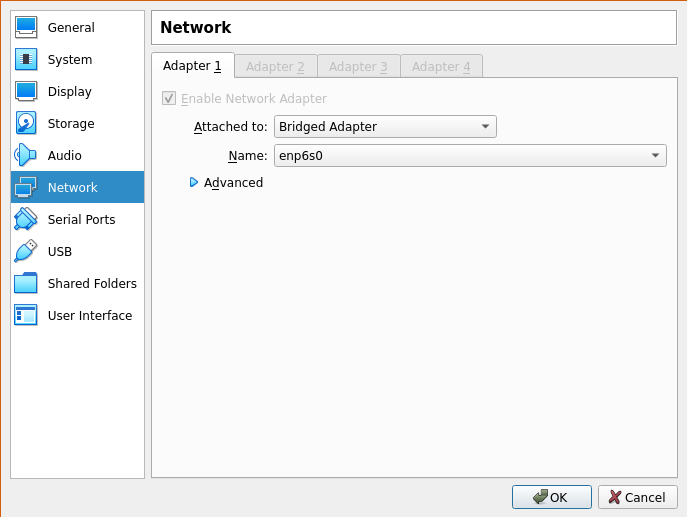 General
System
Display
Storage
Audio
Network
Serial Ports
USB
Shared Folders
User Interface
Network
Adapter 1 Adapter 2 Adapter 3 Adapter 4
Enable Network Adapter
Attached to: Bridged Adapter
Name: enp6s0
Advanced
OK Cancel